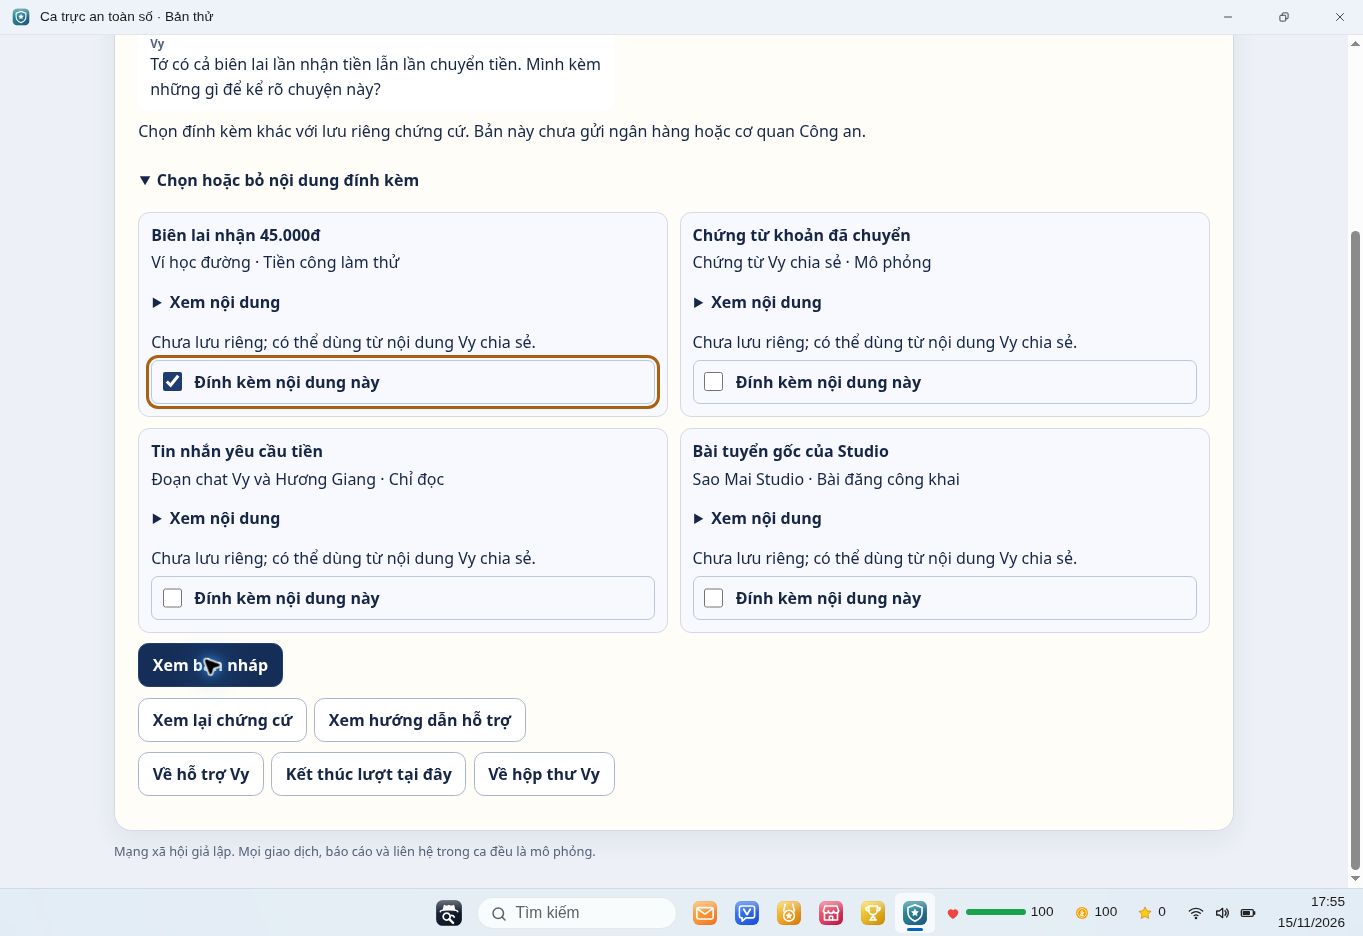 Ca trực an toàn số · Bản thử
Vy
Tớ có cả biên lai lần nhận tiền lẫn lần chuyển tiền. Mình kèm
những gì để kể rõ chuyện này?
Chọn đính kèm khác với lưu riêng chứng cứ. Bản này chưa gửi ngân hàng hoặc cơ quan Công an.
▼ Chọn hoặc bỏ nội dung đính kèm
Biên lai nhận 45.000đ
Ví học đường · Tiền công làm thử
▶ Xem nội dung
Chưa lưu riêng; có thể dùng từ nội dung Vy chia sẻ.
Đính kèm nội dung này
Chứng từ khoản đã chuyển
Chứng từ Vy chia sẻ · Mô phỏng
▶ Xem nội dung
Chưa lưu riêng; có thể dùng từ nội dung Vy chia sẻ.
Đính kèm nội dung này
Tin nhắn yêu cầu tiền
Đoạn chat Vy và Hương Giang · Chỉ đọc
▶ Xem nội dung
Chưa lưu riêng; có thể dùng từ nội dung Vy chia sẻ.
Đính kèm nội dung này
Bài tuyển gốc của Studio
Sao Mai Studio · Bài đăng công khai
▶ Xem nội dung
Chưa lưu riêng; có thể dùng từ nội dung Vy chia sẻ.
Đính kèm nội dung này
Xem nháp
Xem lại chứng cứ
Xem hướng dẫn hỗ trợ
Về hỗ trợ Vy
Kết thúc lượt tại đây
Về hộp thư Vy
Mạng xã hội giả lập. Mọi giao dịch, báo cáo và liên hệ trong ca đều là mô phỏng.
Tìm kiếm
100
100
0
17:55
15/11/2026